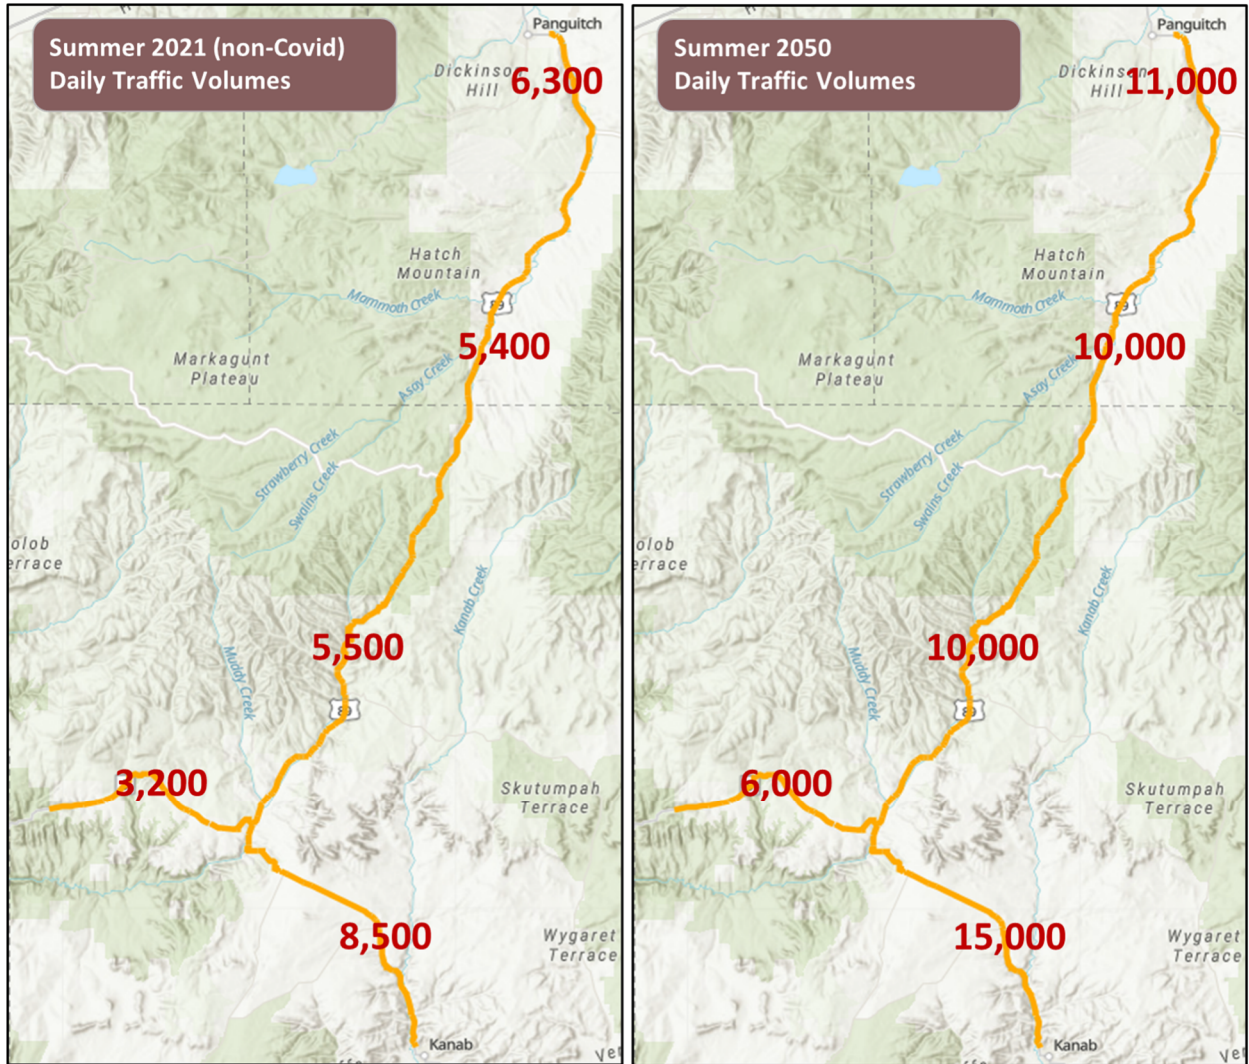 Summer 2021 (non-Covid)
Daily Traffic Volumes
Panguitch
Dickinso
Hill
6,300
Hatch
Mountain
Mammoth Creek
89
5,400
Markagunt
Plateau
Asay Creek
Strawberry Creek
Swains Creek
olob
errace
Kanab Creek
5,500
Muddy Creek
89
3,200
Skutumpah
Terrace
8,500
Wygaret
Terrace
Kanab
Summer 2050
Daily Traffic Volumes
Panguitch
Dickinson
Hill
11,000
Hatch
Mountain
Mammoth Creek
89
10,000
Markagunt
Plateau
Asay Creek
Strawberry Creek
Swains Creek
olob
errace
Kanab Creek
10,000
Muddy Creek
89
6,000
Skutumpah
Terrace
15,000
Wygaret
Terrace
Kanab